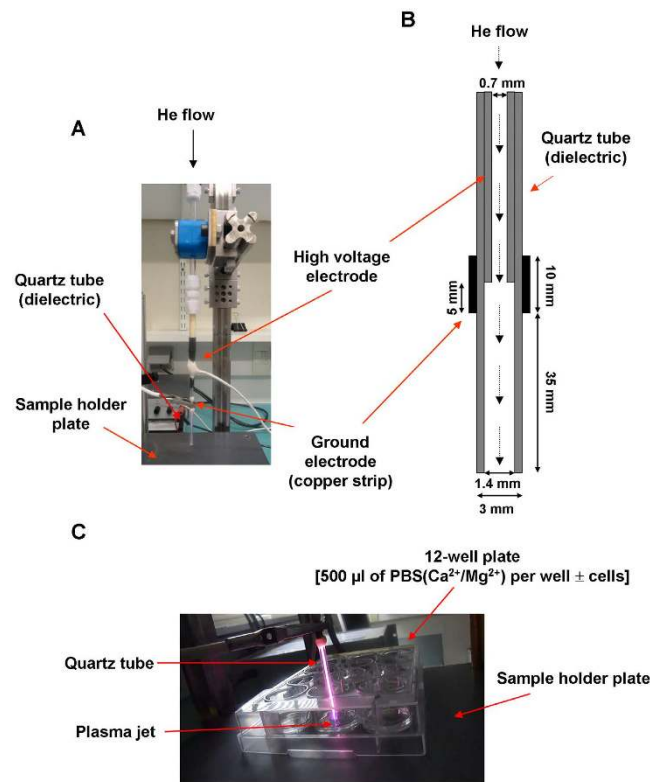 B
He flow
0.7 mm
A
He flow
Quartz tube
(dielectric)
High voltage
electrode
Quartz tube
(dielectric)
10 mm
5 mm
Sample holder
plate
Ground
electrode
(copper strip)
35 mm
1.4 mm
3 mm
C
12-well plate
[500 µl of PBS(Ca²⁺/Mg²⁺) per well ± cells]
Quartz tube
Sample holder plate
Plasma jet